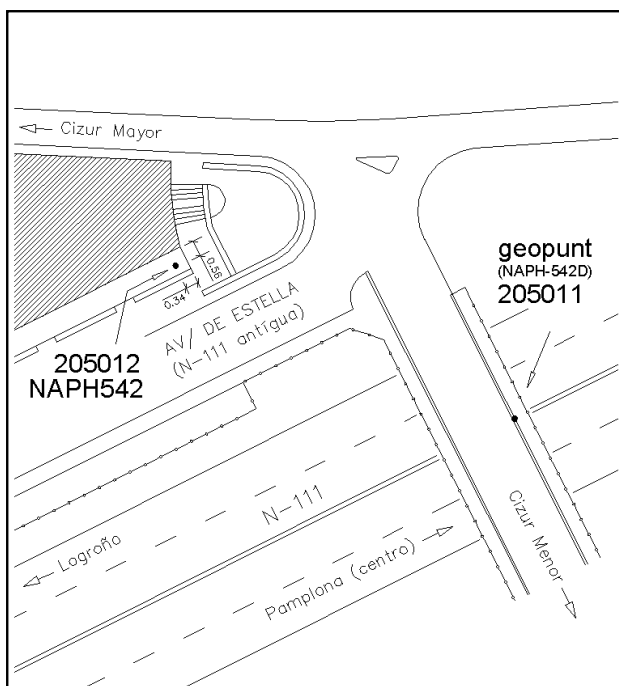 Cizur Mayor
geopunt
(NAPH-542D)
205011
0.56
0.34
AV/ DE ESTELLA
(N-111 antígua)
205012
NAPH542
N-111
Logroño
Cizur Menor
Pamplona (centro)